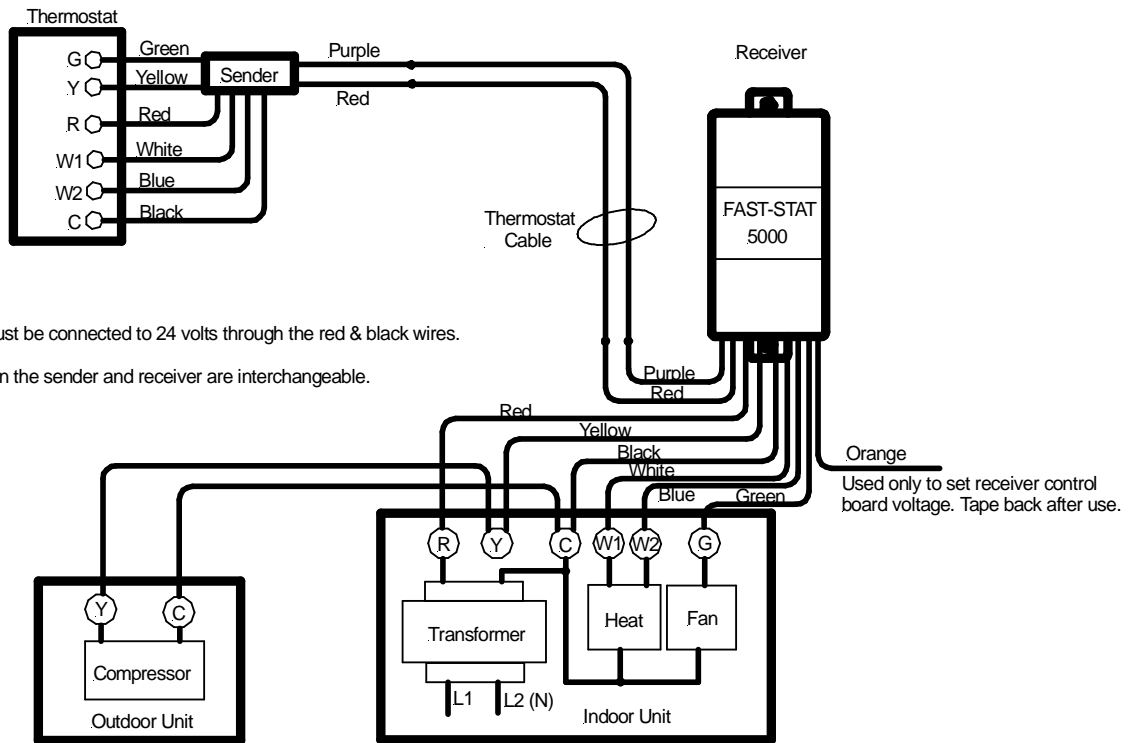 Thermostat
G
Green
Y
Yellow
R
Red
W1
White
W2
Blue
C
Black
Sender
Purple
Red
Receiver
FAST-STAT
5000
Thermostat
Cable
be connected to 24 volts through the red & black wires.
the sender and receiver are interchangeable.
Purple
Red
Red
Yellow
Black
White
Blue
Green
Orange
Used only to set receiver control
board voltage. Tape back after use.
R
Y
C
W1
W2
G
Transformer
Heat
Fan
L1
L2 (N)
Indoor Unit
Y
C
Compressor
Outdoor Unit